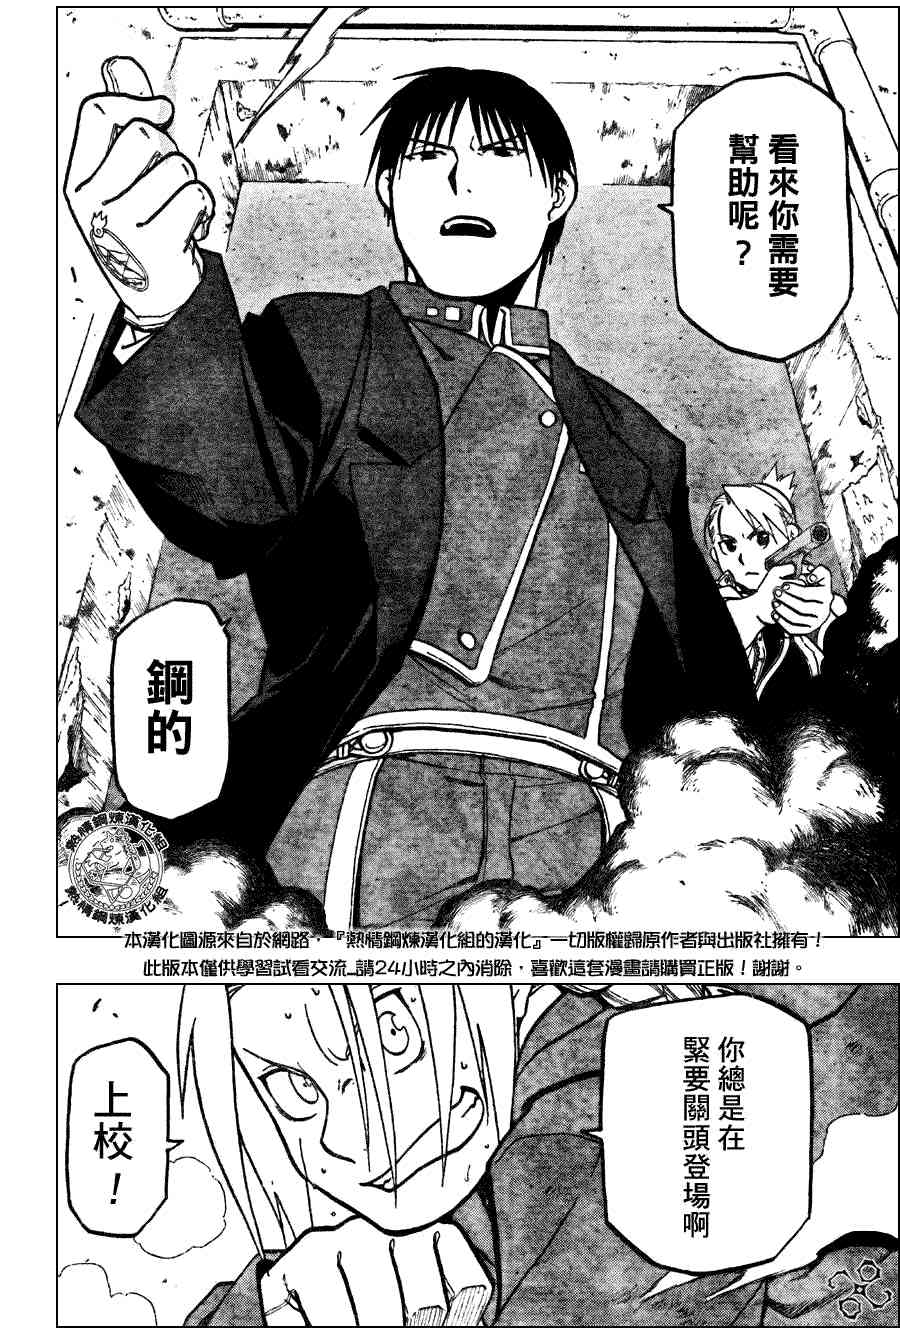 看來你需要
幫助呢？
鋼的
熱情鋼煉漢化組
熱情鋼煉漢化組
本漢化圖源來自於網路，『熱情鋼煉漢化組的漢化』一切版權歸原作者與出版社擁有！
此版本僅供學習試看交流_請24小時之內消除，喜歡這套漫畫請購買正版！謝謝。
你總是在
緊要關頭登場啊
上校！